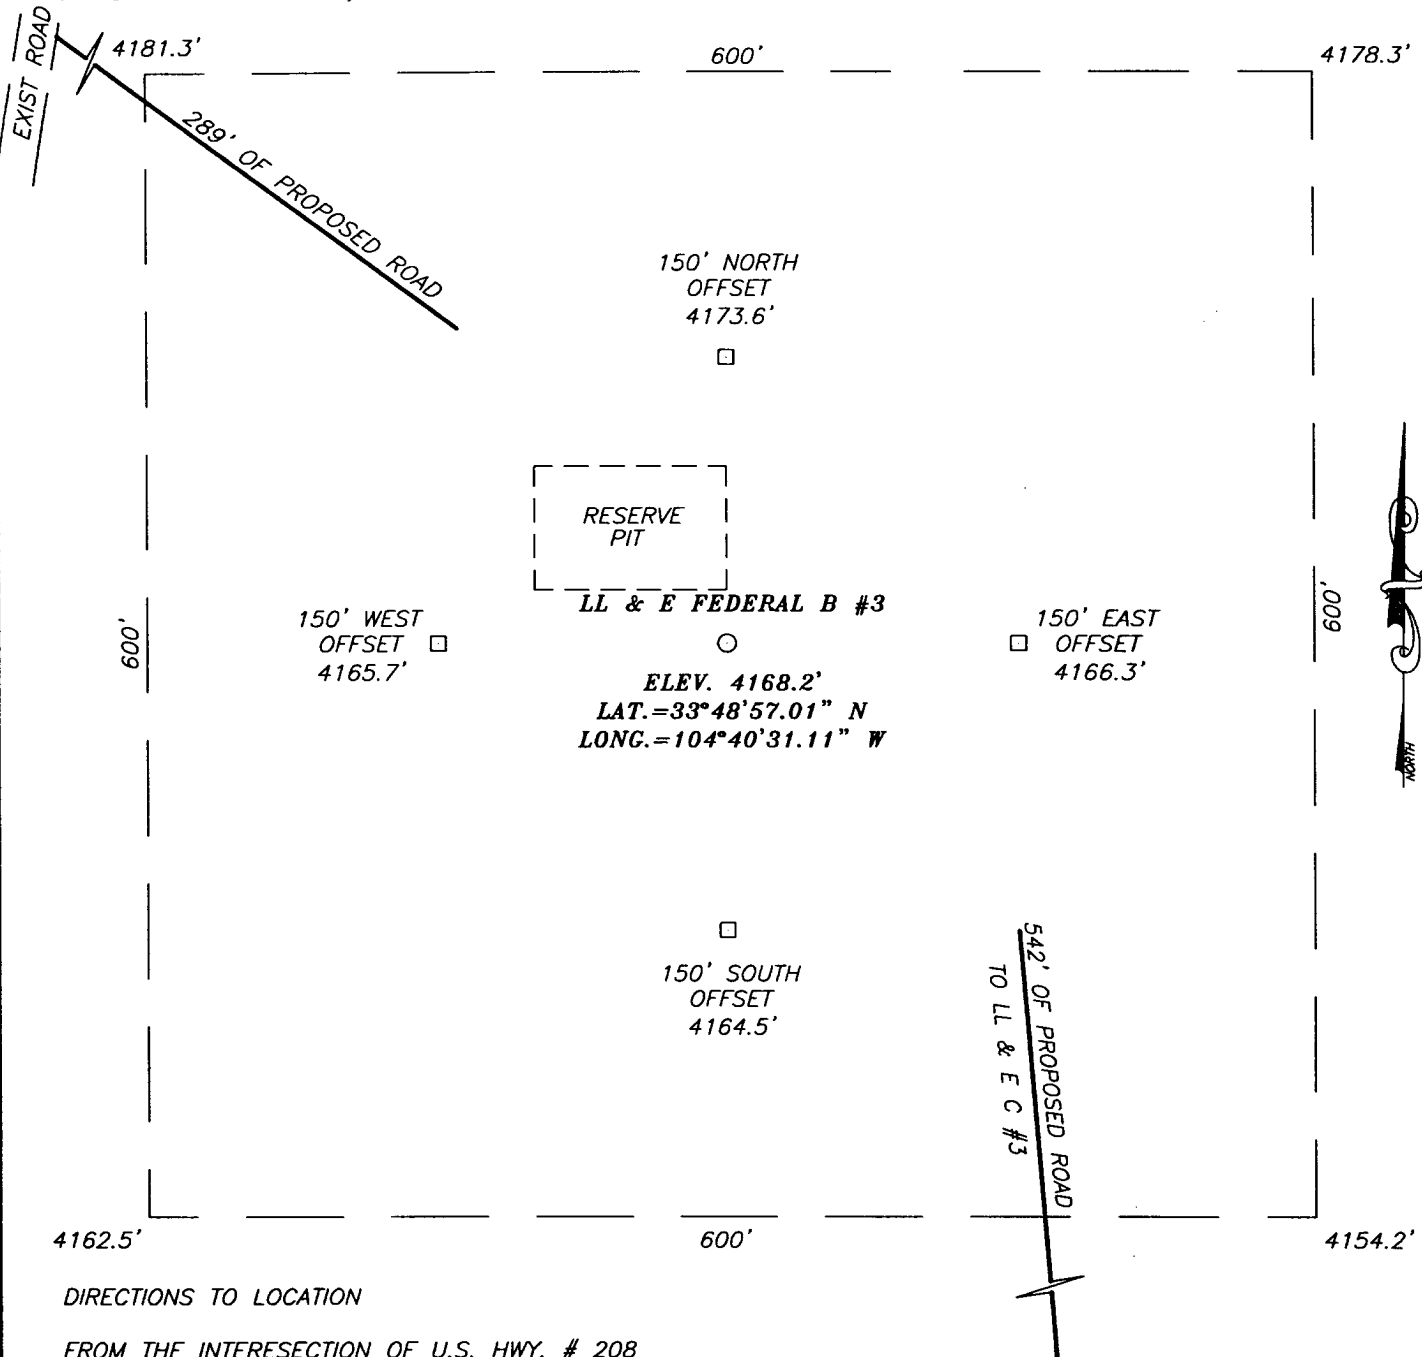 EXIST ROAD
4181.3'
600'
4178.3'
289' OF PROPOSED ROAD
150' NORTH
OFFSET
4173.6'
RESERVE
PIT
LL & E FEDERAL B #3
150' WEST
OFFSET
4165.7'
150' EAST
OFFSET
4166.3'
600'
600'
ELEV. 4168.2'
LAT.=33°48'57.01" N
LONG.=104°40'31.11" W
NORTH
150' SOUTH
OFFSET
4164.5'
542' OF PROPOSED ROAD
TO LL & E C #3
4162.5'
600'
4154.2'
DIRECTIONS TO LOCATION
FROM THE INTERESECTION OF U.S. HWY. # 208